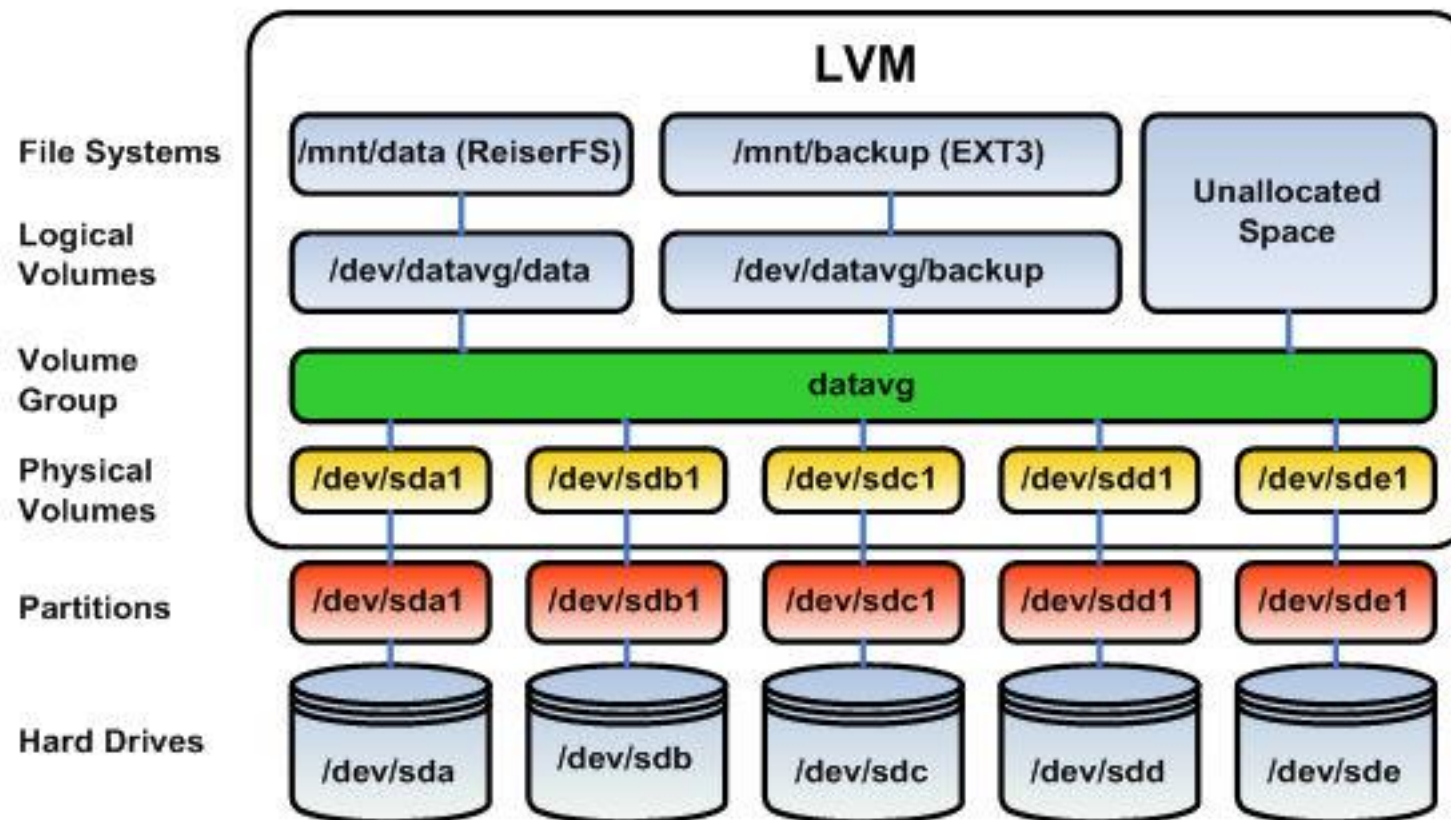 LVM
File Systems
/mnt/data (ReiserFS)
/mnt/backup (EXT3)
Unallocated
Space
Logical
Volumes
/dev/datavg/data
/dev/datavg/backup
Volume
Group
datavg
Physical
Volumes
/dev/sda1
/dev/sdb1
/dev/sdc1
/dev/sdd1
/dev/sde1
Partitions
/dev/sda1
/dev/sdb1
/dev/sdc1
/dev/sdd1
/dev/sde1
Hard Drives
/dev/sda
/dev/sdb
/dev/sdc
/dev/sdd
/dev/sde